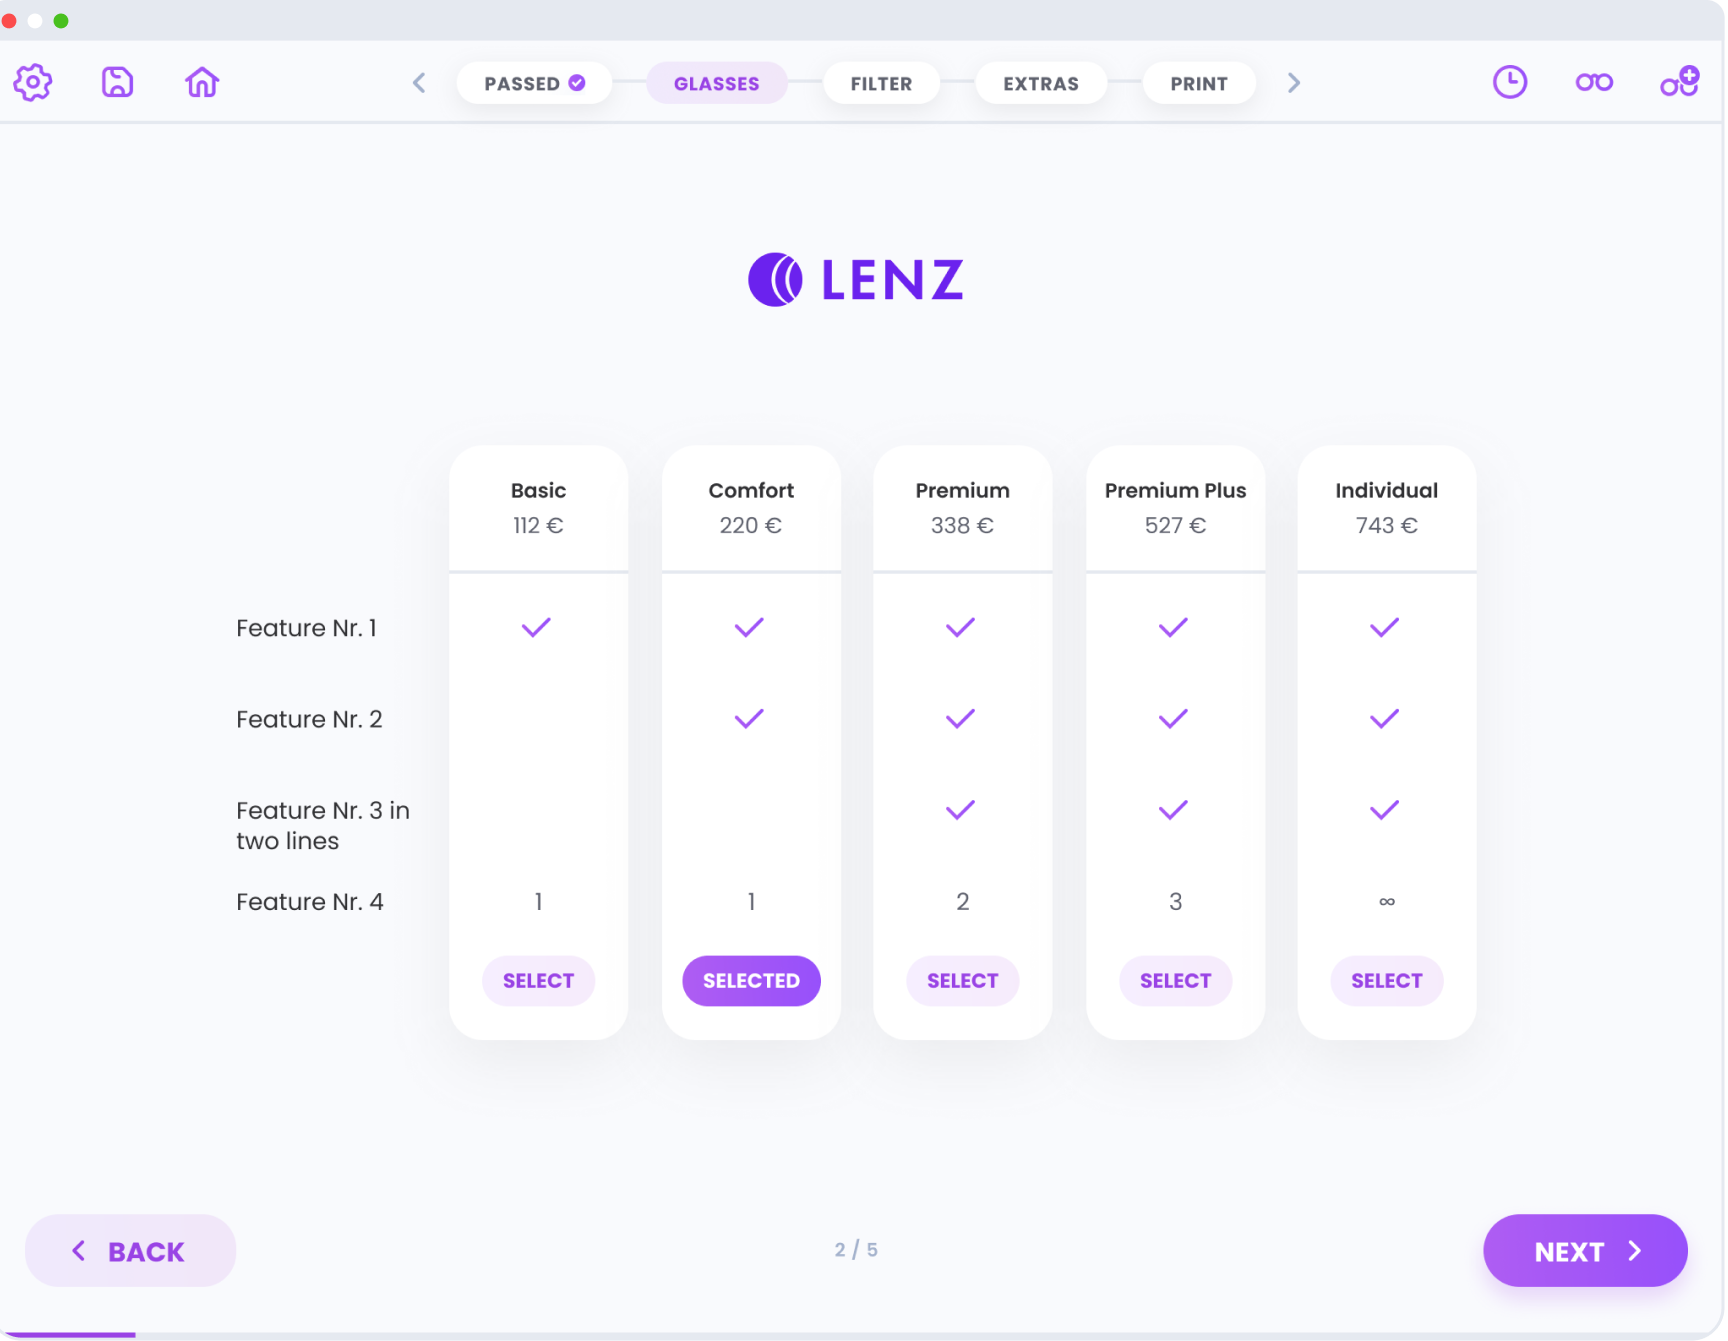 PASSED
GLASSES
FILTER
EXTRAS
PRINT
LENZ
Basic
112 €
Comfort
220 €
Premium
338 €
Premium Plus
527 €
Individual
743 €
Feature Nr. 1
Feature Nr. 2
Feature Nr. 3 in
two lines
Feature Nr. 4
1
1
2
3
∞
SELECT
SELECTED
SELECT
SELECT
SELECT
BACK
2 / 5
NEXT